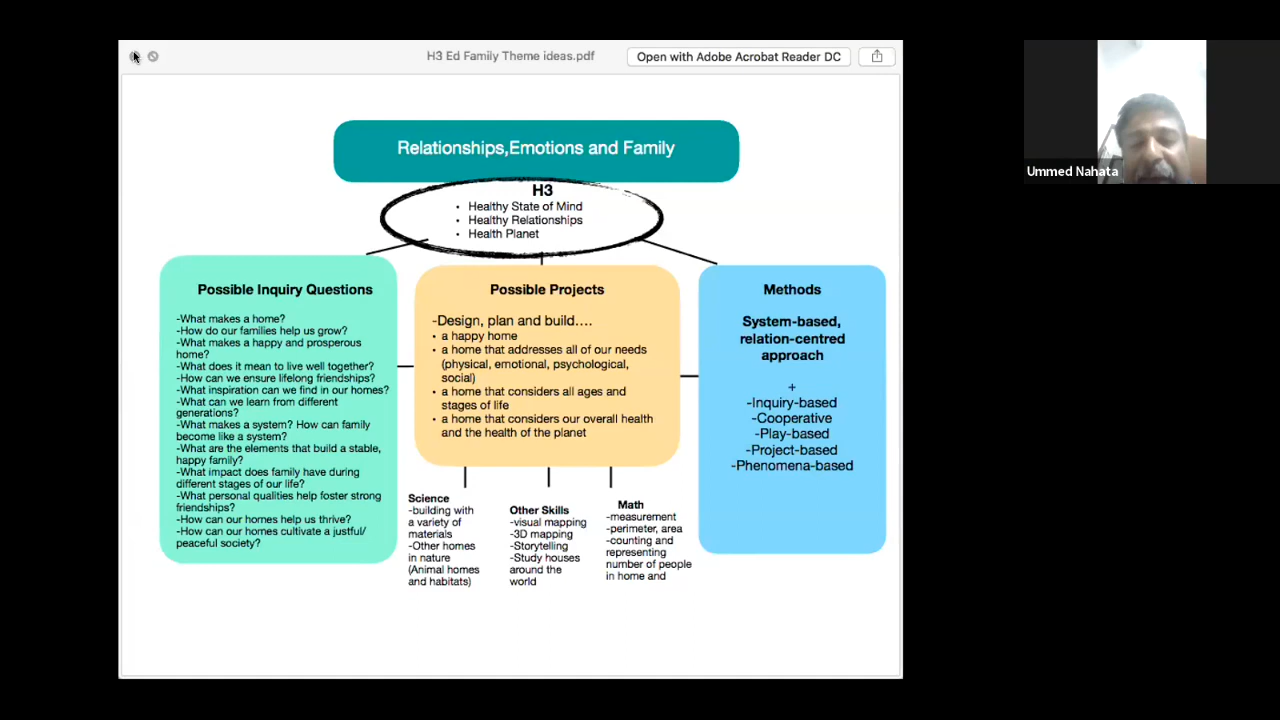 H3 Ed Family Theme ideas.pdf
Open with Adobe Acrobat Reader DC
Relationships,Emotions and Family
H3
• Healthy State of Mind
• Healthy Relationships
• Health Planet
Possible Inquiry Questions
-What makes a home?
-How do our families help us grow?
-What makes a happy and prosperous
home?
-What does it mean to live well together?
-How can we ensure lifelong friendships?
-What inspiration can we find in our homes?
-What can we learn from different
generations?
-What makes a system? How can family
become like a system?
-What are the elements that build a stable,
happy family?
-What impact does family have during
different stages of our life?
-What personal qualities help foster strong
friendships?
-How can our homes help us thrive?
-How can our homes cultivate a justful/
peaceful society?
Possible Projects
-Design, plan and build....
• a happy home
• a home that addresses all of our needs
(physical, emotional, psychological,
social)
• a home that considers all ages and
stages of life
• a home that considers our overall health
and the health of the planet
Methods
System-based,
relation-centred
approach
+
-Inquiry-based
-Cooperative
-Play-based
-Project-based
-Phenomena-based
Science
-building with
a variety of
materials
-Other homes
in nature
(Animal homes
and habitats)
Other Skills
-visual mapping
-3D mapping
-Storytelling
-Study houses
around the
world
Math
-measurement
-perimeter, area
-counting and
representing
number of people
in home and
Ummed Nahata